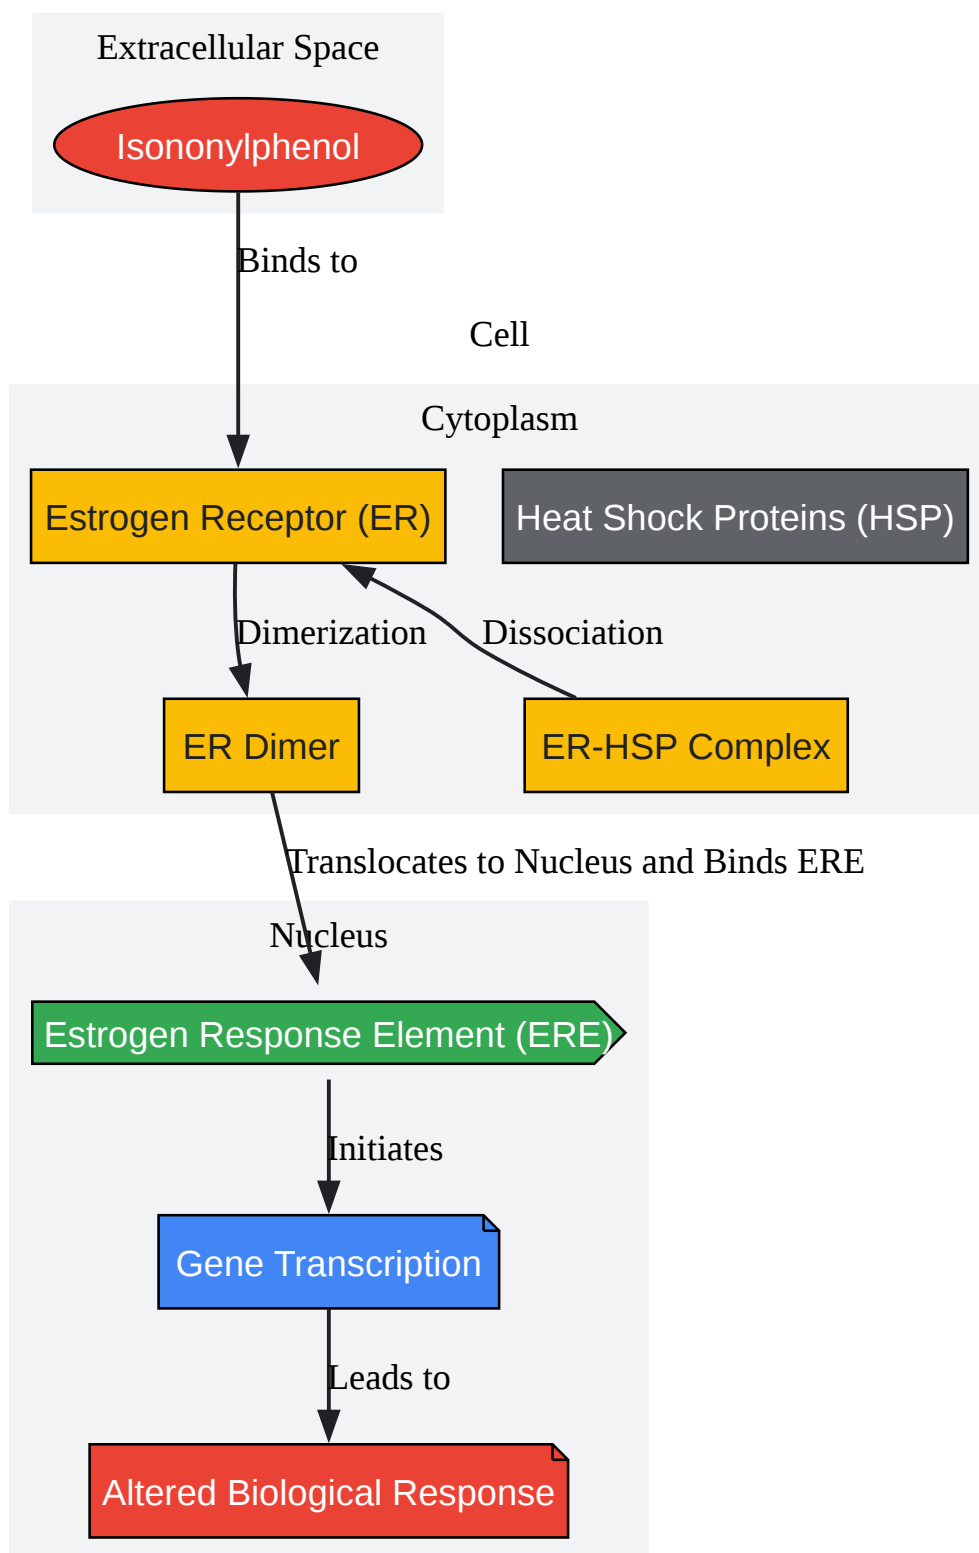 Extracellular Space
Isononylphenol
Binds to
Cell
Cytoplasm
Estrogen Receptor (ER)
Heat Shock Proteins (HSP)
Dimerization
Dissociation
ER Dimer
ER-HSP Complex
Translocates to Nucleus and Binds ERE
Nucleus
Estrogen Response Element (ERE)
Initiates
Gene Transcription
Leads to
Altered Biological Response